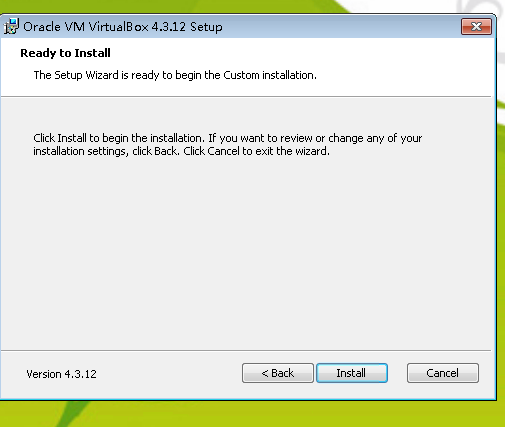 Oracle VM VirtualBox 4.3.12 Setup
Ready to Install
The Setup Wizard is ready to begin the Custom installation.
Click Install to begin the installation. If you want to review or change any of your
installation settings, click Back. Click Cancel to exit the wizard.
Version 4.3.12
< Back Install Cancel